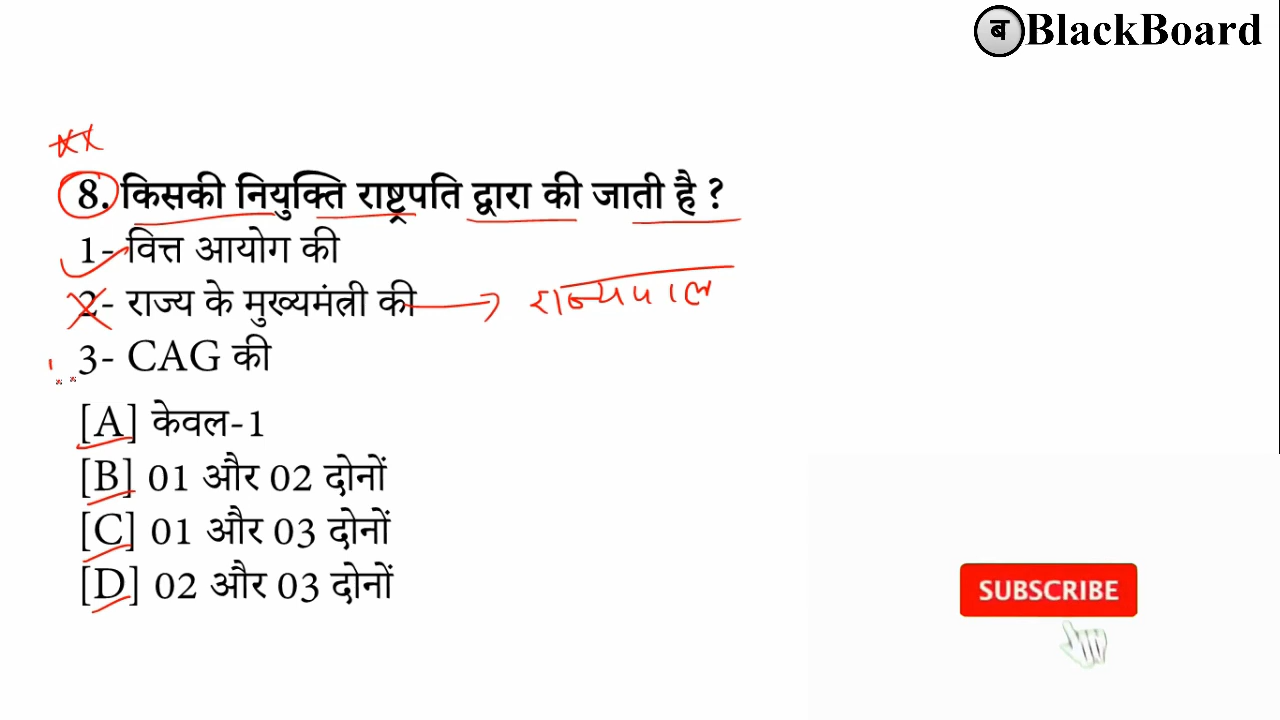 ब BlackBoard
8. किसकी नियुक्ति राष्ट्रपति द्वारा की जाती है ?
1- वित्त आयोग की
2- राज्य के मुख्यमंत्री की → राज्यपाल
3- CAG की
[A] केवल-1
[B] 01 और 02 दोनों
[C] 01 और 03 दोनों
[D] 02 और 03 दोनों
SUBSCRIBE